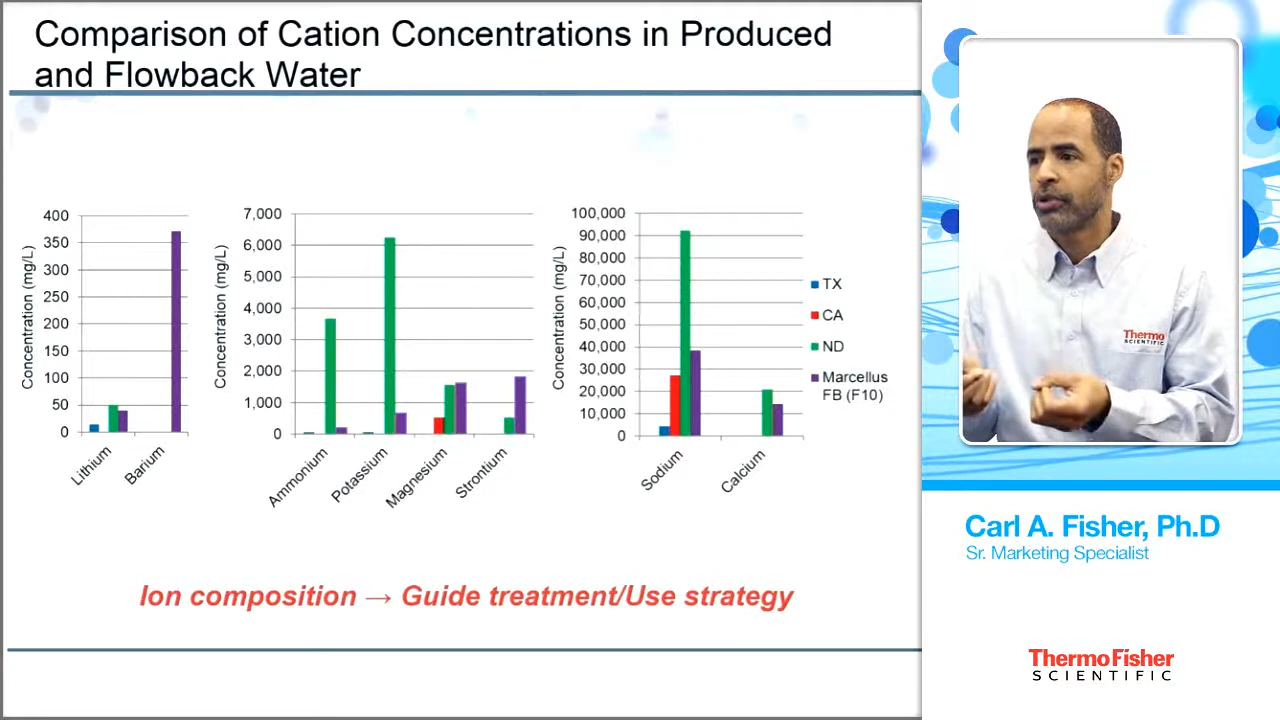 Comparison of Cation Concentrations in Produced
and Flowback Water
Concentration (mg/L)
400
350
300
250
200
150
100
50
0
Lithium
Barium
Concentration (mg/L)
7,000
6,000
5,000
4,000
3,000
2,000
1,000
0
Ammonium
Potassium
Magnesium
Strontium
Concentration (mg/L)
100,000
90,000
80,000
70,000
60,000
50,000
40,000
30,000
20,000
10,000
0
Sodium
Calcium
TX
CA
ND
Marcellus
FB (F10)
Ion composition → Guide treatment/Use strategy
Thermo
SCIENTIFIC
Carl A. Fisher, Ph.D
Sr. Marketing Specialist
ThermoFisher
SCIENTIFIC